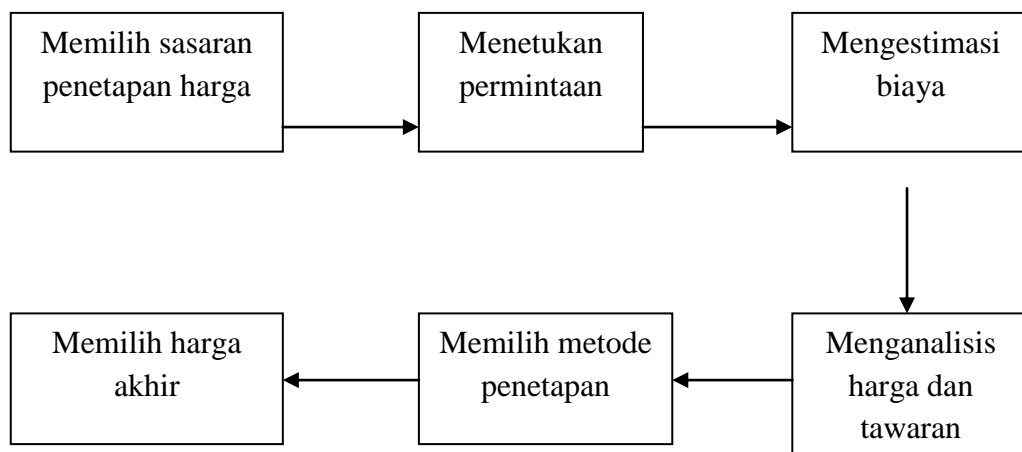 Memilih sasaran
penetapan harga
Menetukan
permintaan
Mengestimasi
biaya
Menganalisis
harga dan
tawaran
Memilih metode
penetapan
Memilih harga
akhir